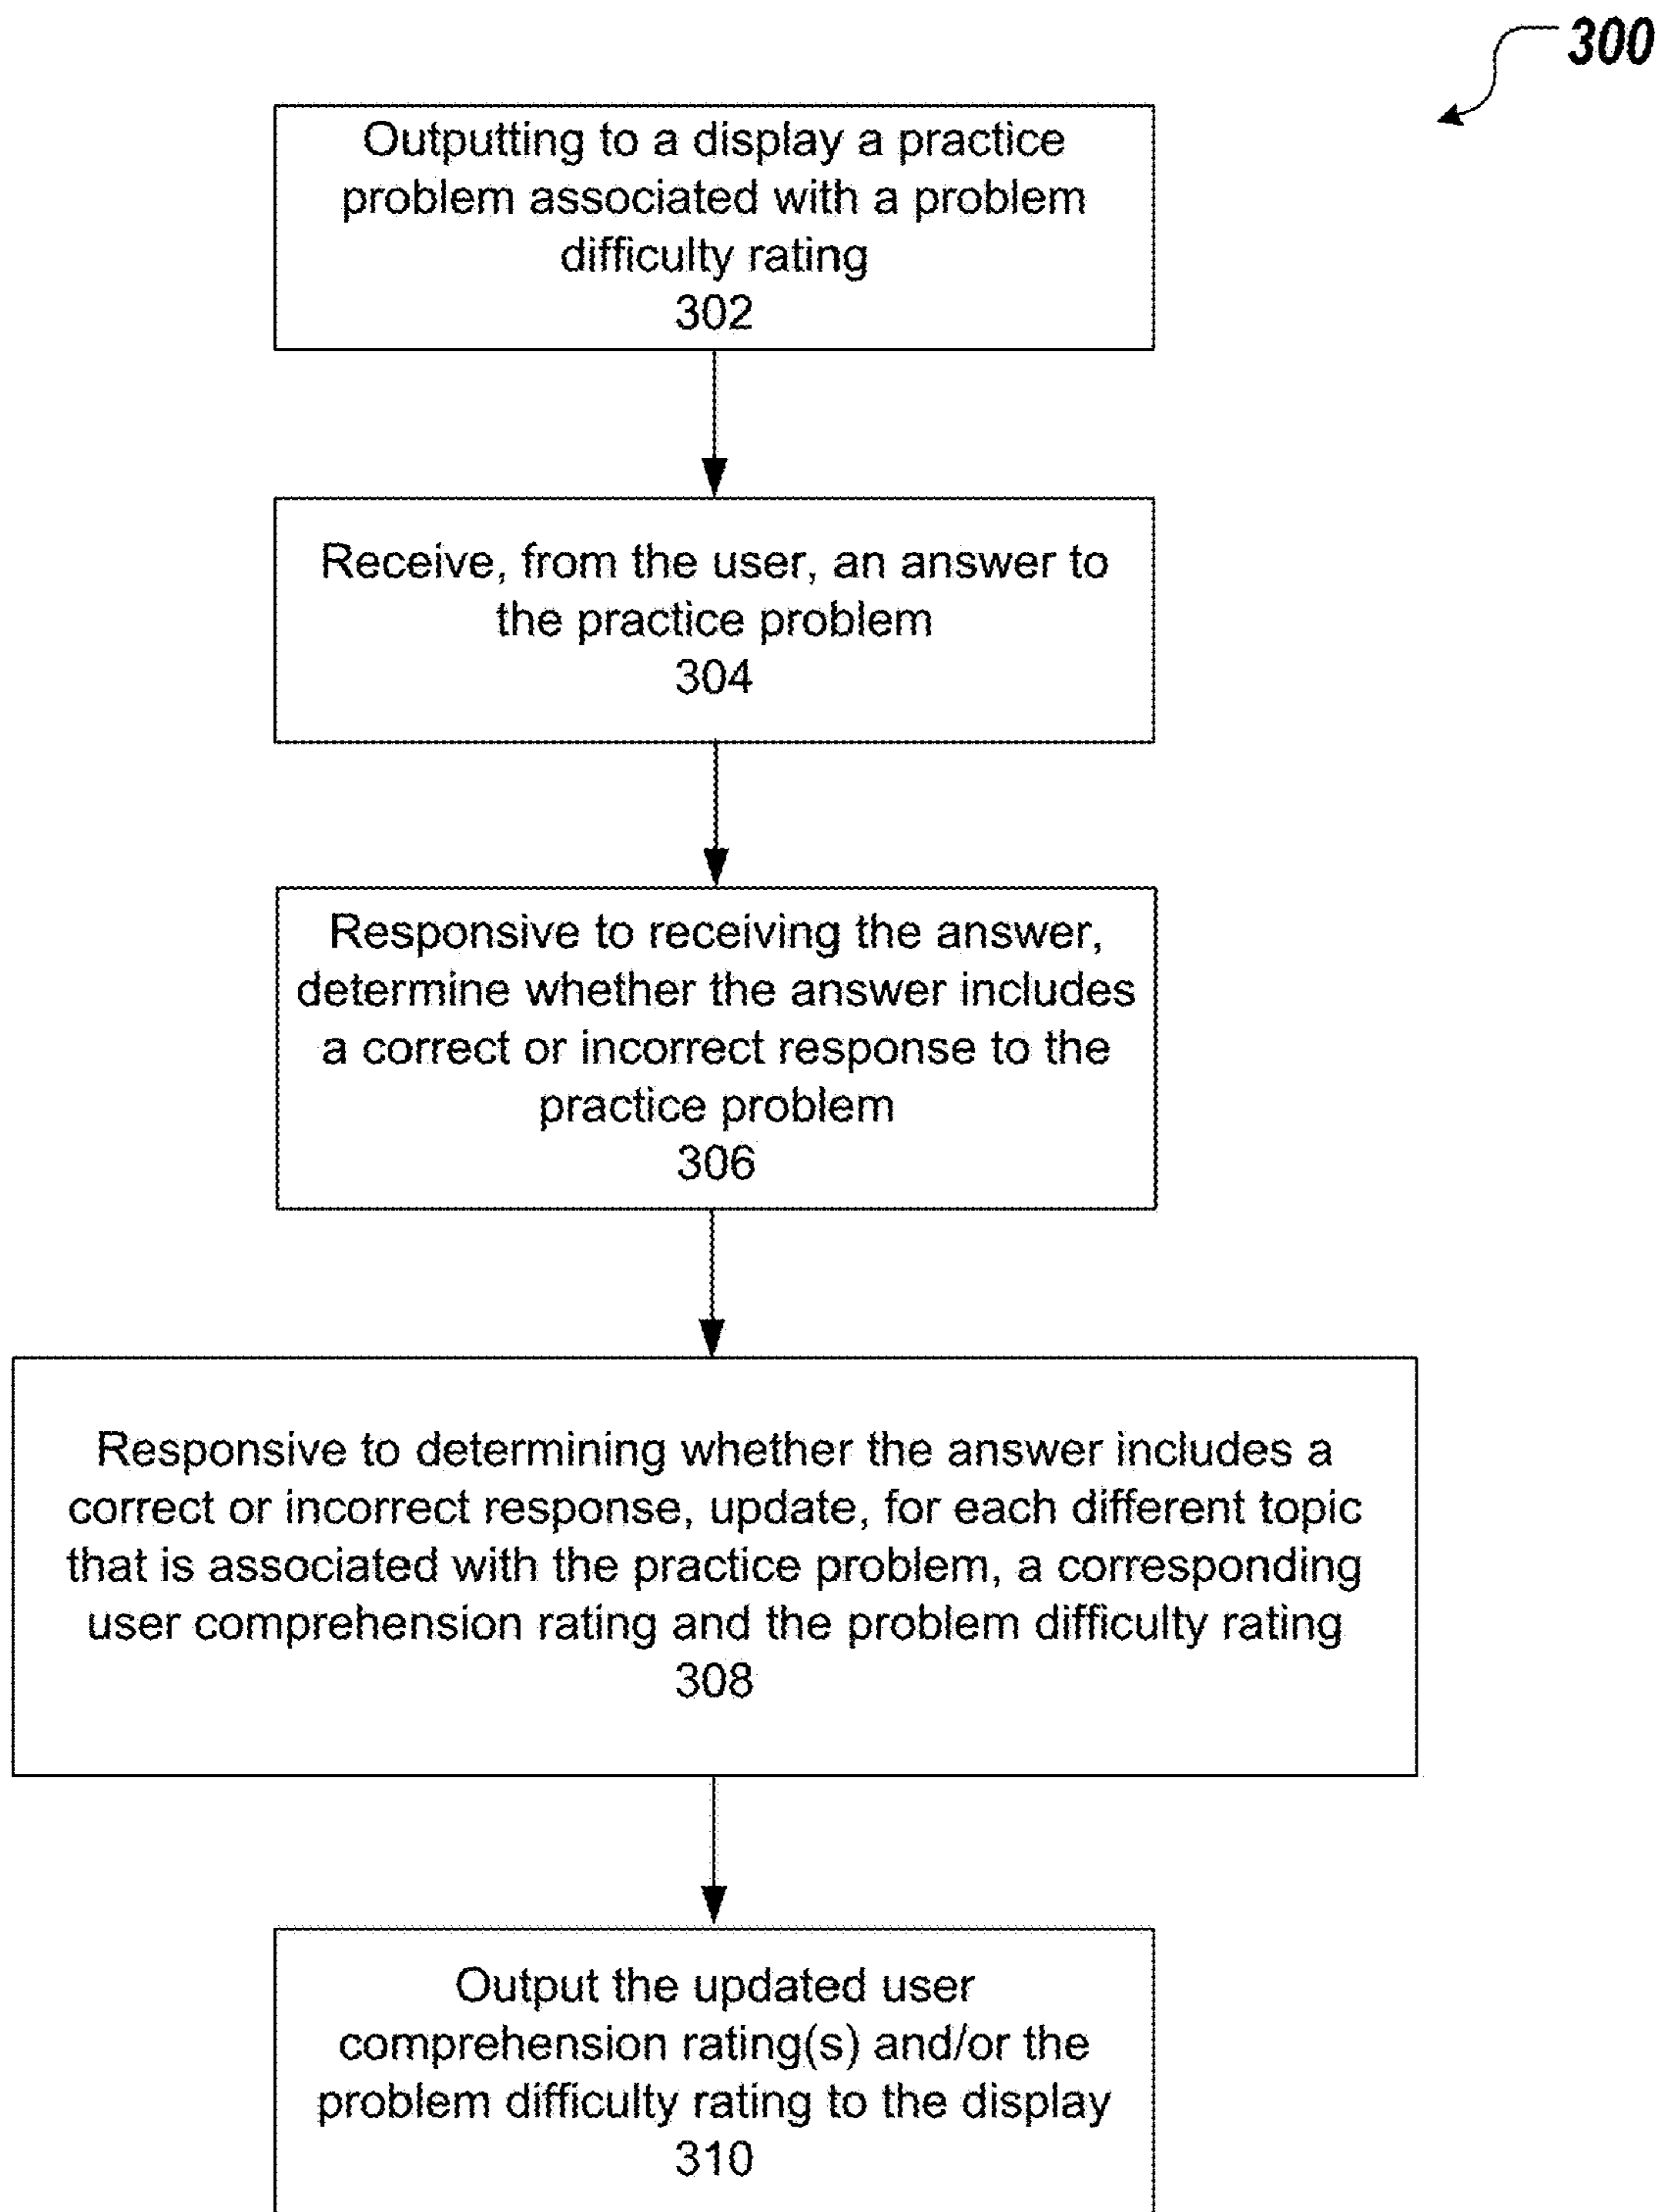 300
Outputting to a display a practice
problem associated with a problem
difficulty rating
302
Receive, from the user, an answer to
the practice problem
304
Responsive to receiving the answer,
determine whether the answer includes
a correct or incorrect response to the
practice problem
306
Responsive to determining whether the answer includes a
correct or incorrect response, update, for each different topic
that is associated with the practice problem, a corresponding
user comprehension rating and the problem difficulty rating
308
Output the updated user
comprehension rating(s) and/or the
problem difficulty rating to the display
310